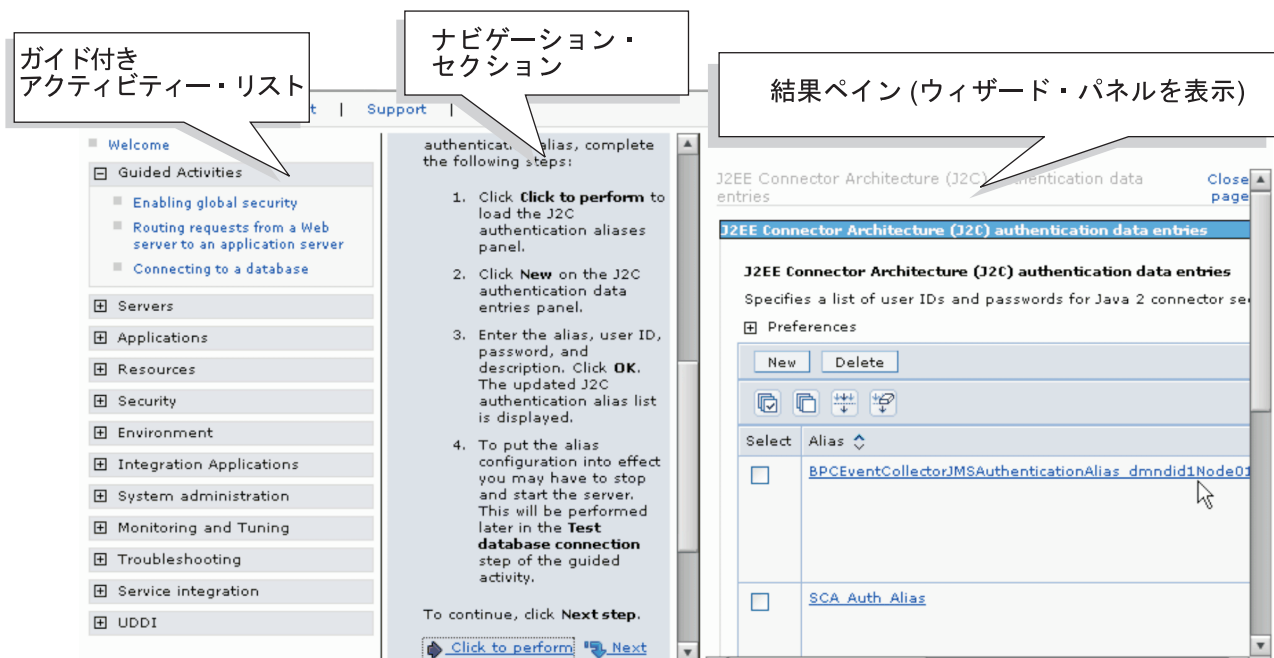 ガイド付き
アクティビティー・リスト
ナビゲーション・
セクション
結果ペイン (ウィザード・パネルを表示)
| Support |
Welcome
Guided Activities
Enabling global security
Routing requests from a Web
server to an application server
Connecting to a database
Servers
Applications
Resources
Security
Environment
Integration Applications
System administration
Monitoring and Tuning
Troubleshooting
Service integration
UDDI
alias, complete
the following steps:
1. Click Click to perform to
load the J2C
authentication aliases
panel.
2. Click New on the J2C
authentication data
entries panel.
3. Enter the alias, user ID,
password, and
description. Click OK.
The updated J2C
authentication alias list
is displayed.
4. To put the alias
configuration into effect
you may have to stop
and start the server.
This will be performed
later in the Test
database connection
step of the guided
activity.
To continue, click Next step.
Click to perform Next
J2EE Connector Architecture (J2C) authentication data
entries
Close
page
J2EE Connector Architecture (J2C) authentication data entries
J2EE Connector Architecture (J2C) authentication data entries
Specifies a list of user IDs and passwords for Java 2 connector
Preferences
New Delete
Select Alias
BPCEventCollectorJMSAuthenticationAlias dmndid1Node01
SCA Auth Alias